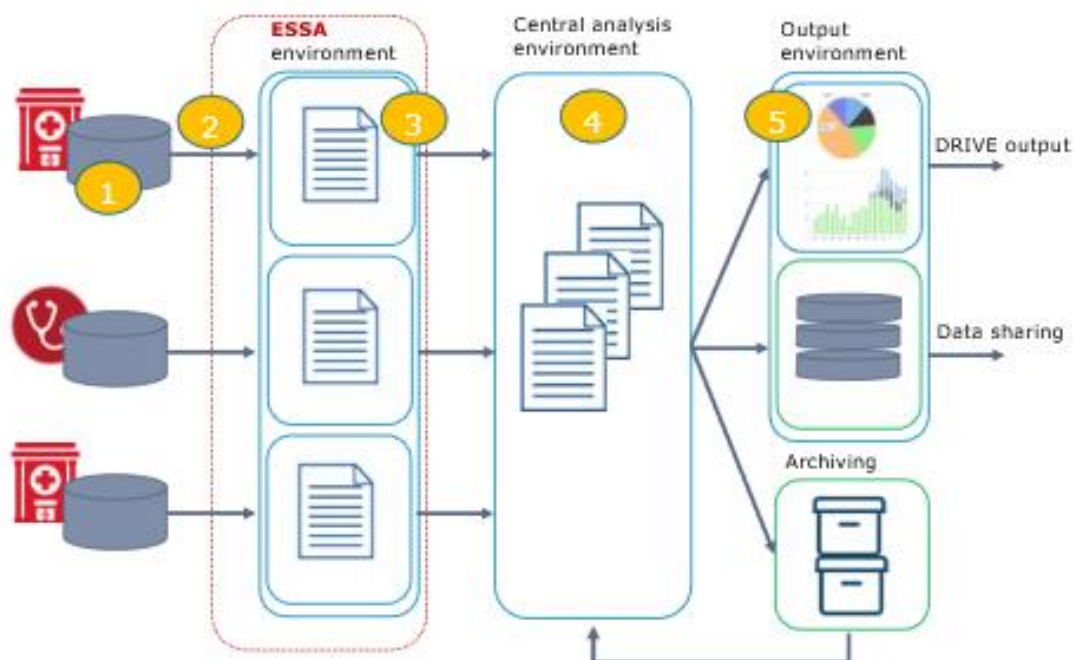 ESSA
environment
Central analysis
environment
Output
environment
1
2
3
4
5
DRIVE output
Data sharing
Archiving